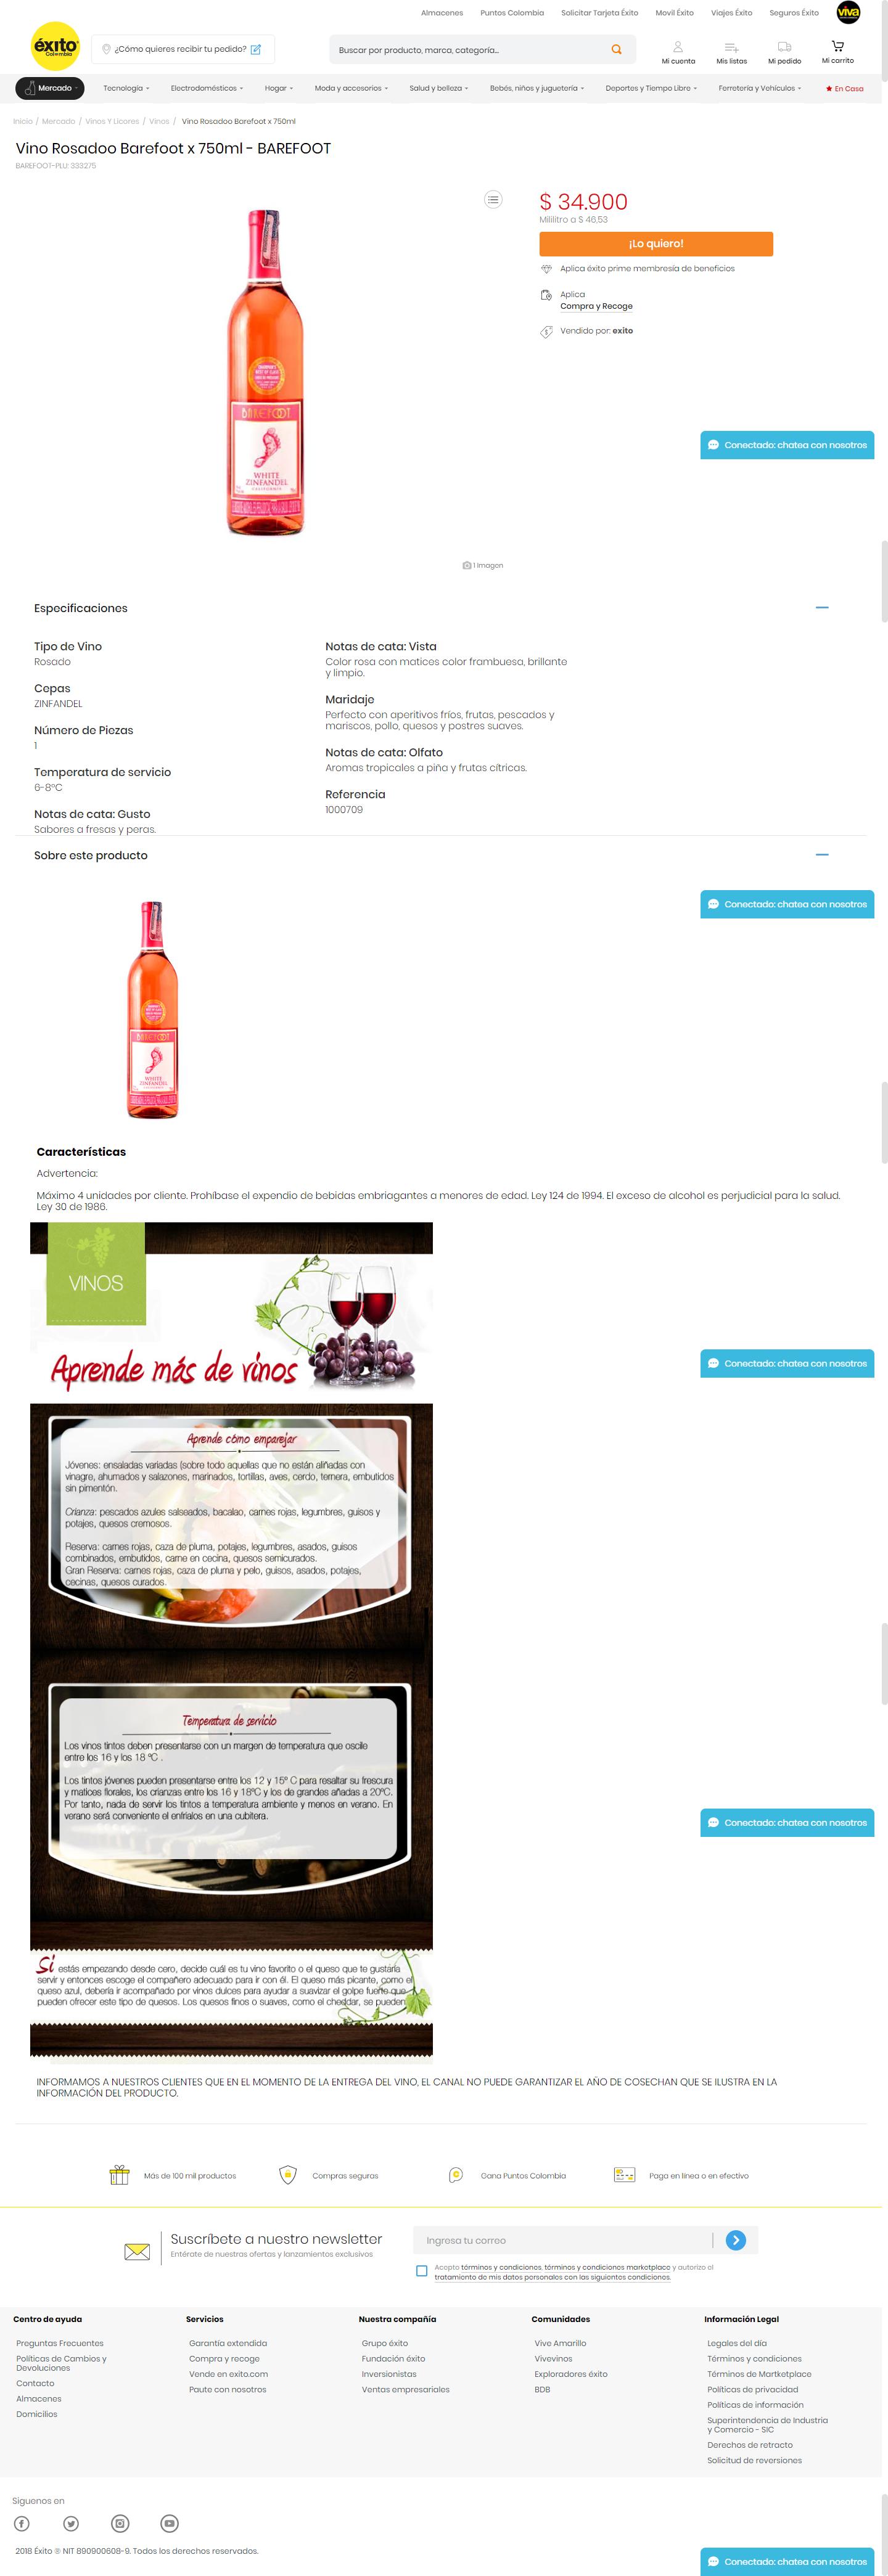 Almacenes Puntos Colombia Solicitar Tarjeta Éxito Movil Éxito Viajes Éxito Seguros Éxito viva
éxito
Colombia
¿Cómo quieres recibir tu pedido?
Buscar por producto, marca, categoría...
Mi cuenta Mis listas Mi pedido Mi carrito
Mercado Tecnología Electrodomésticos Hogar Moda y accesorios Salud y belleza Bebés, niños y juguetería Deportes y Tiempo Libre Ferretería y Vehículos En Casa
Inicio / Mercado / Vinos Y Licores / Vinos / Vino Rosadoo Barefoot x 750ml
Vino Rosadoo Barefoot x 750ml - BAREFOOT
BAREFOOT-PLU: 333275
$ 34.900
Mililitro a $ 46,53
¡Lo quiero!
Aplica éxito prime membresía de beneficios
Aplica
Compra y Recoge
Vendido por: exito
BAREFOOT
WHITE
ZINFANDEL
CALIFORNIA
Conectado: chatea con nosotros
1 Imagen
Especificaciones
Tipo de Vino
Rosado
Cepas
ZINFANDEL
Número de Piezas
1
Temperatura de servicio
6-8°C
Notas de cata: Gusto
Sabores a fresas y peras.
Notas de cata: Vista
Color rosa con matices color frambuesa, brillante
y limpio.
Maridaje
Perfecto con aperitivos fríos, frutas, pescados y
mariscos, pollo, quesos y postres suaves.
Notas de cata: Olfato
Aromas tropicales a piña y frutas cítricas.
Referencia
1000709
Sobre este producto
Conectado: chatea con nosotros
BAREFOOT
WHITE
ZINFANDEL
Características
Advertencia:
Máximo 4 unidades por cliente. Prohíbase el expendio de bebidas embriagantes a menores de edad. Ley 124 de 1994. El exceso de alcohol es perjudicial para la salud.
Ley 30 de 1986.
VINOS
Aprende más de vinos
Conectado: chatea con nosotros
Aprende cómo emparejar
Jóvenes: ensaladas variadas (sobre todo aquellas que no están aliñadas con
vinagre, ahumados y salazones, marinados, tortillas, aves, cerdo, ternera, embutidos
sin pimentón.
Crianza: pescados azules salseados, bacalao, carnes rojas, legumbres, guisos y
potajes, quesos cremosos.
Reserva: carnes rojas, caza de pluma, potajes, legumbres, asados, guisos
combinados, embutidos, carne en cecina, quesos semicurados.
Gran Reserva: carnes rojas, caza de pluma y pelo, guisos, asados, potajes,
cecinas, quesos curados.
Temperatura de servicio
Los vinos tintos deben presentarse con un margen de temperatura que oscile
entre los 16 y los 18 ºC .
Los tintos jóvenes pueden presentarse entre los 12 y 15º C para resaltar su frescura
y matices florales, los crianzas entre los 16 y 18ºC y los de grandes añadas a 20ºC.
Por tanto, nada de servir los tintos a temperatura ambiente y menos en verano. En
verano será conveniente el enfríalos en una cubitera.
Conectado: chatea con nosotros
Si estás empezando desde cero, decide cuál es tu vino favorito o el queso que te gustaría
servir y entonces escoge el compañero adecuado para ir con él. El queso más picante, como el
queso azul, debería ir acompañado por vinos dulces para ayudar a suavizar el golpe fuerte que
pueden ofrecer este tipo de quesos. Los quesos finos o suaves, como el cheddar, se pueden
INFORMAMOS A NUESTROS CLIENTES QUE EN EL MOMENTO DE LA ENTREGA DEL VINO, EL CANAL NO PUEDE GARANTIZAR EL AÑO DE COSECHAN QUE SE ILUSTRA EN LA
INFORMACIÓN DEL PRODUCTO.
Más de 100 mil productos Compras seguras Gana Puntos Colombia Paga en línea o en efectivo
Suscríbete a nuestro newsletter
Entérate de nuestras ofertas y lanzamientos exclusivos
Ingresa tu correo
Acepto términos y condiciones, términos y condiciones marketplace y autorizo el
tratamiento de mis datos personales con las siguientes condiciones.
Centro de ayuda
Preguntas Frecuentes
Políticas de Cambios y
Devoluciones
Contacto
Almacenes
Domicilios
Servicios
Garantía extendida
Compra y recoge
Vende en exito.com
Paute con nosotros
Nuestra compañía
Grupo éxito
Fundación éxito
Inversionistas
Ventas empresariales
Comunidades
Vive Amarillo
Vivevinos
Exploradores éxito
BDB
Información Legal
Legales del día
Términos y condiciones
Términos de Martketplace
Políticas de privacidad
Políticas de información
Superintendencia de Industria
y Comercio - SIC
Derechos de retracto
Solicitud de reversiones
Síguenos en
2018 Éxito ® NIT 890900608-9. Todos los derechos reservados.
Conectado: chatea con nosotros